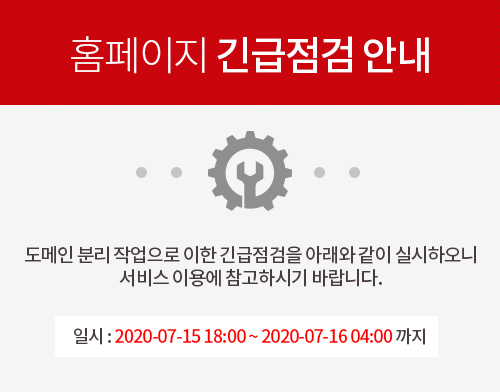 홈페이지 긴급점검 안내
도메인 분리 작업으로 이한 긴급점검을 아래와 같이 실시하오니
서비스 이용에 참고하시기 바랍니다.
일시 : 2020-07-15 18:00 ~ 2020-07-16 04:00 까지